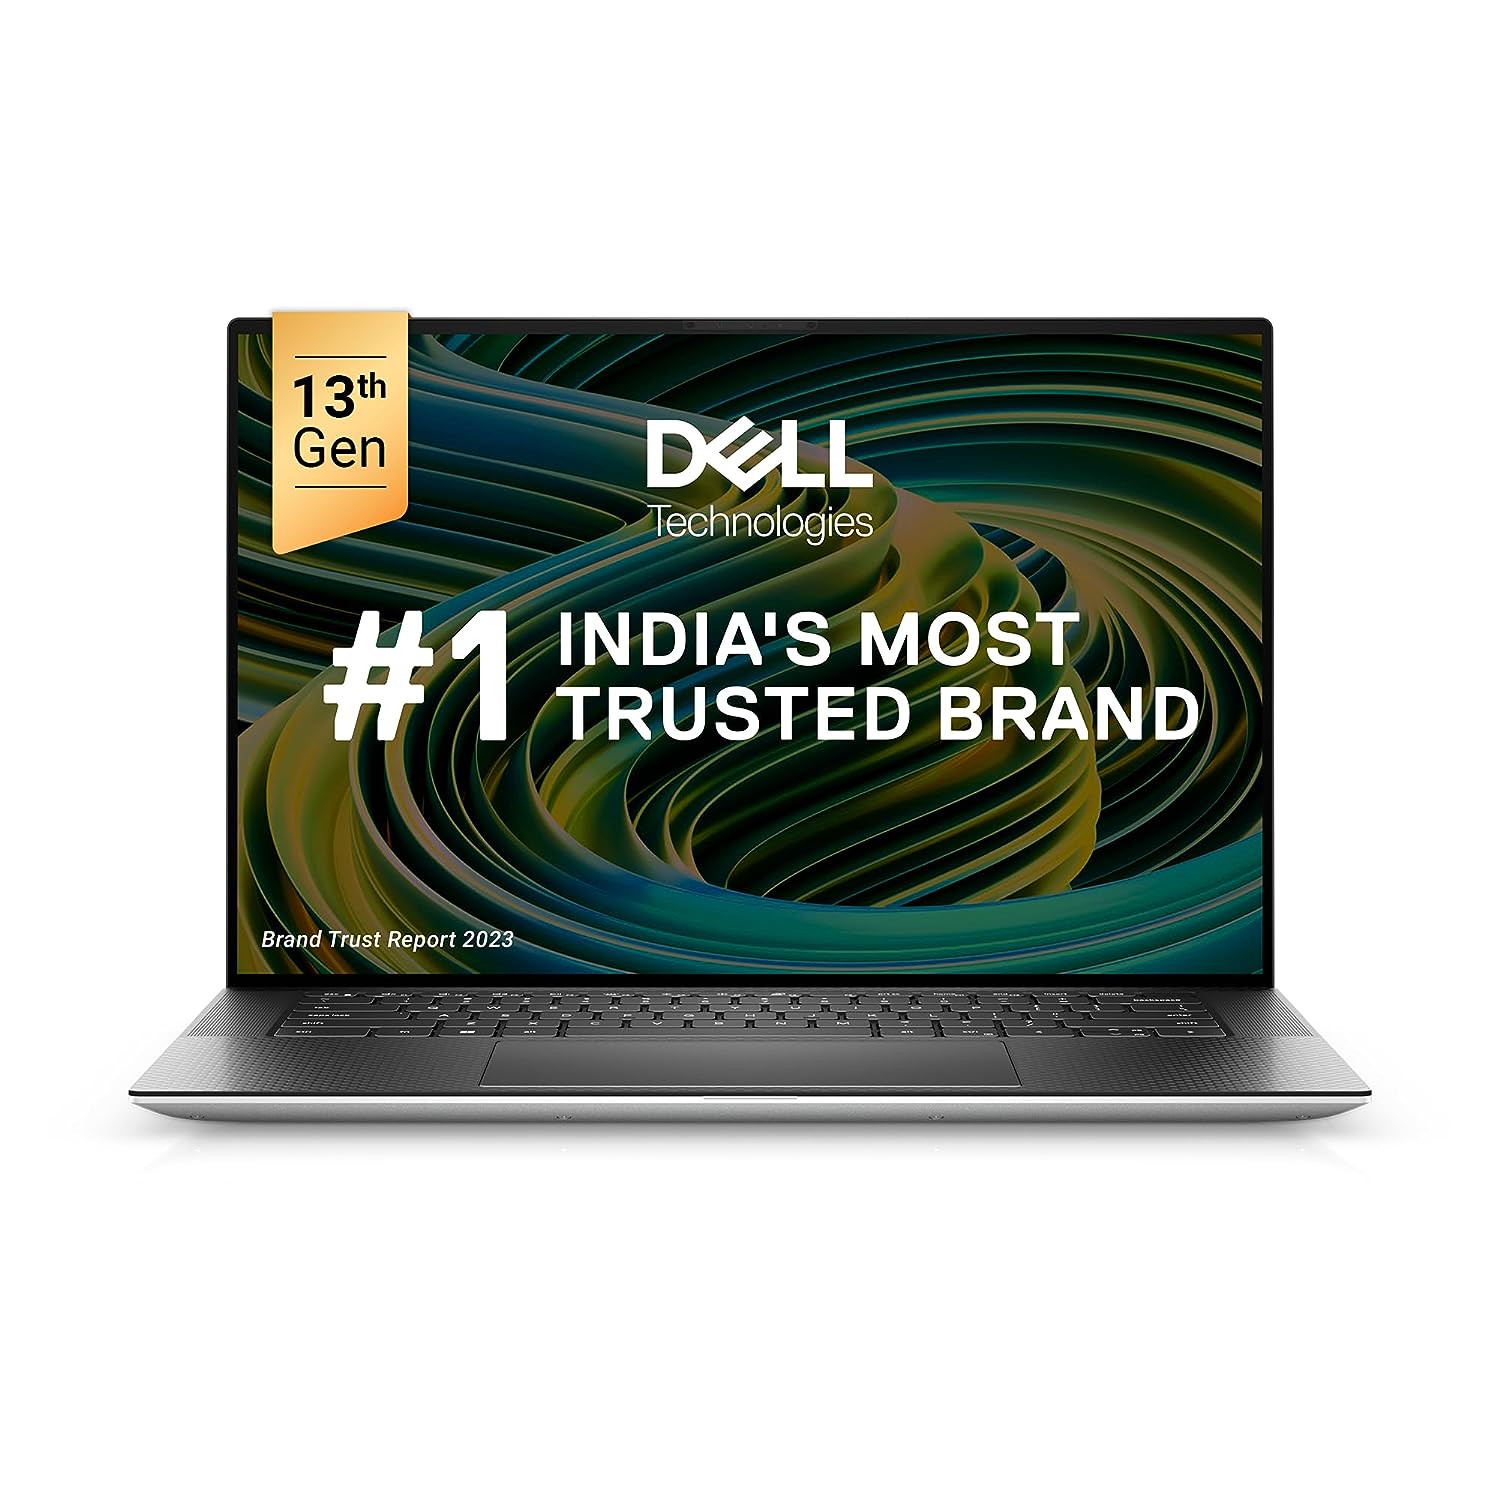 13th
Gen
DELL
Technologies
#1 INDIA'S MOST
TRUSTED BRAND
Brand Trust Report 2023